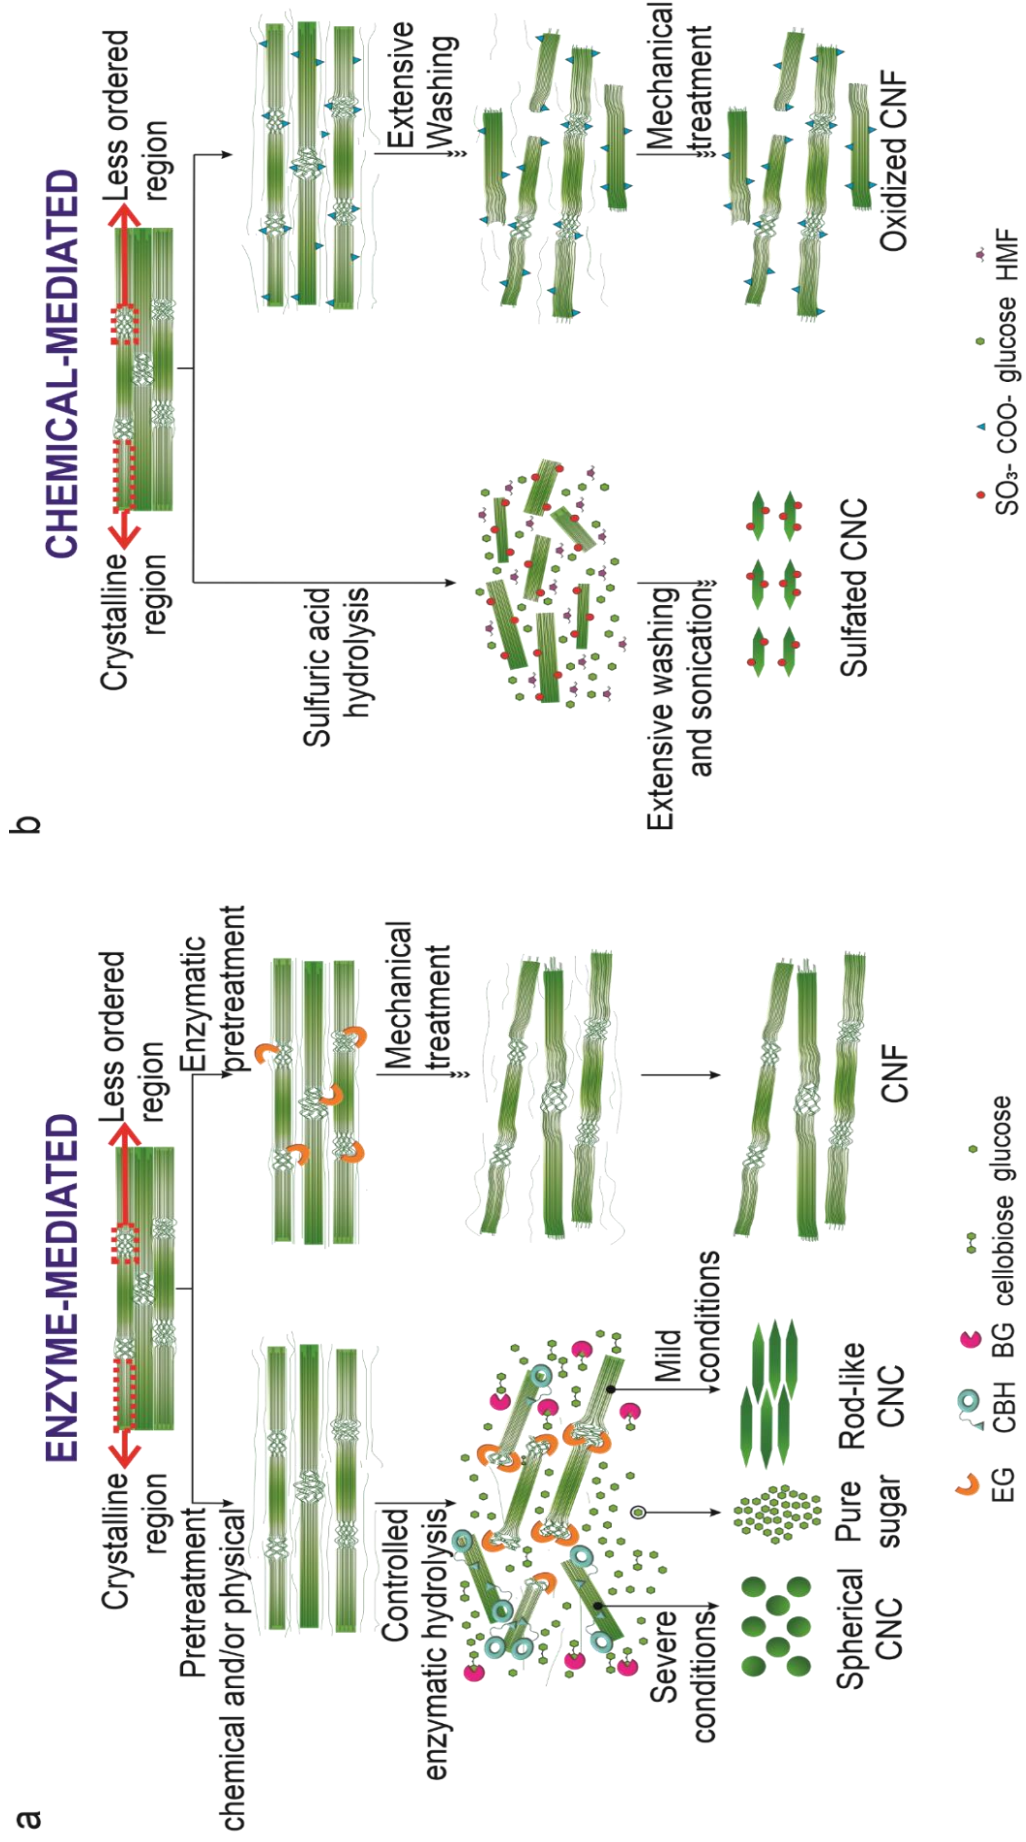 a
ENZYME-MEDIATED
Crystalline
region
Less ordered
region
Pretreatment
chemical and/or physical
Enzymatic
pretreatment
Controlled
enzymatic hydrolysis
Mechanical
treatment
Severe
conditions
Mild
conditions
Spherical
CNC
Pure
sugar
Rod-like
CNC
CNF
EG
CBH
BG
cellobiose
glucose
b
CHEMICAL-MEDIATED
Crystalline
region
Less ordered
region
Sulfuric acid
hydrolysis
Extensive
Washing
Extensive washing
and sonication
Mechanical
treatment
Sulfated CNC
Oxidized CNF
SO₃-
COO-
glucose
HMF